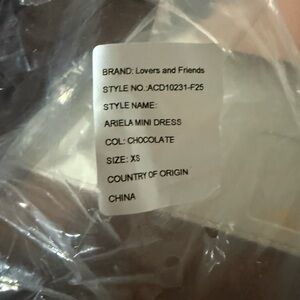 BRAND: Lovers and Friends
STYLE NO.:ACD10231-F25
STYLE NAME:
ARIELA MINI DRESS
COL: CHOCOLATE
SIZE: XS
COUNTRY OF ORIGIN
CHINA